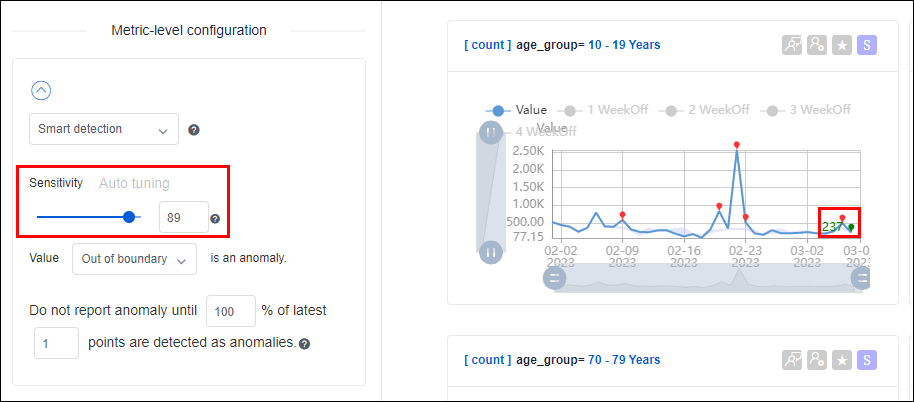 Metric-level configuration
Smart detection
Sensitivity Auto tuning
89
Value Out of boundary is an anomaly.
Do not report anomaly until 100 % of latest
1 points are detected as anomalies.
[ count ] age_group= 10 - 19 Years
S
Value 1 WeekOff 2 WeekOff 3 WeekOff
4 WeekOff
Value
2.50K
2.00K
1.50K
1.00K
500.00
77.15
237
02-02 02-09 02-16 02-23 03-02 03-0
2023 2023 2023 2023 2023 2023
[ count ] age_group= 70 - 79 Years
S